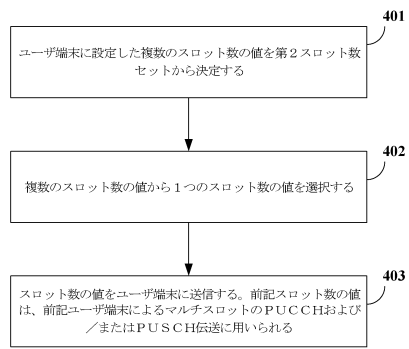 401
ユーザ端末に設定した複数のスロット数の値を第２スロット数
セットから決定する
402
複数のスロット数の値から１つのスロット数の値を選択する
403
スロット数の値をユーザ端末に送信する。前記スロット数の値
は、前記ユーザ端末によるマルチスロットのＰＵＣＣＨおよび
／またはＰＵＳＣＨ伝送に用いられる